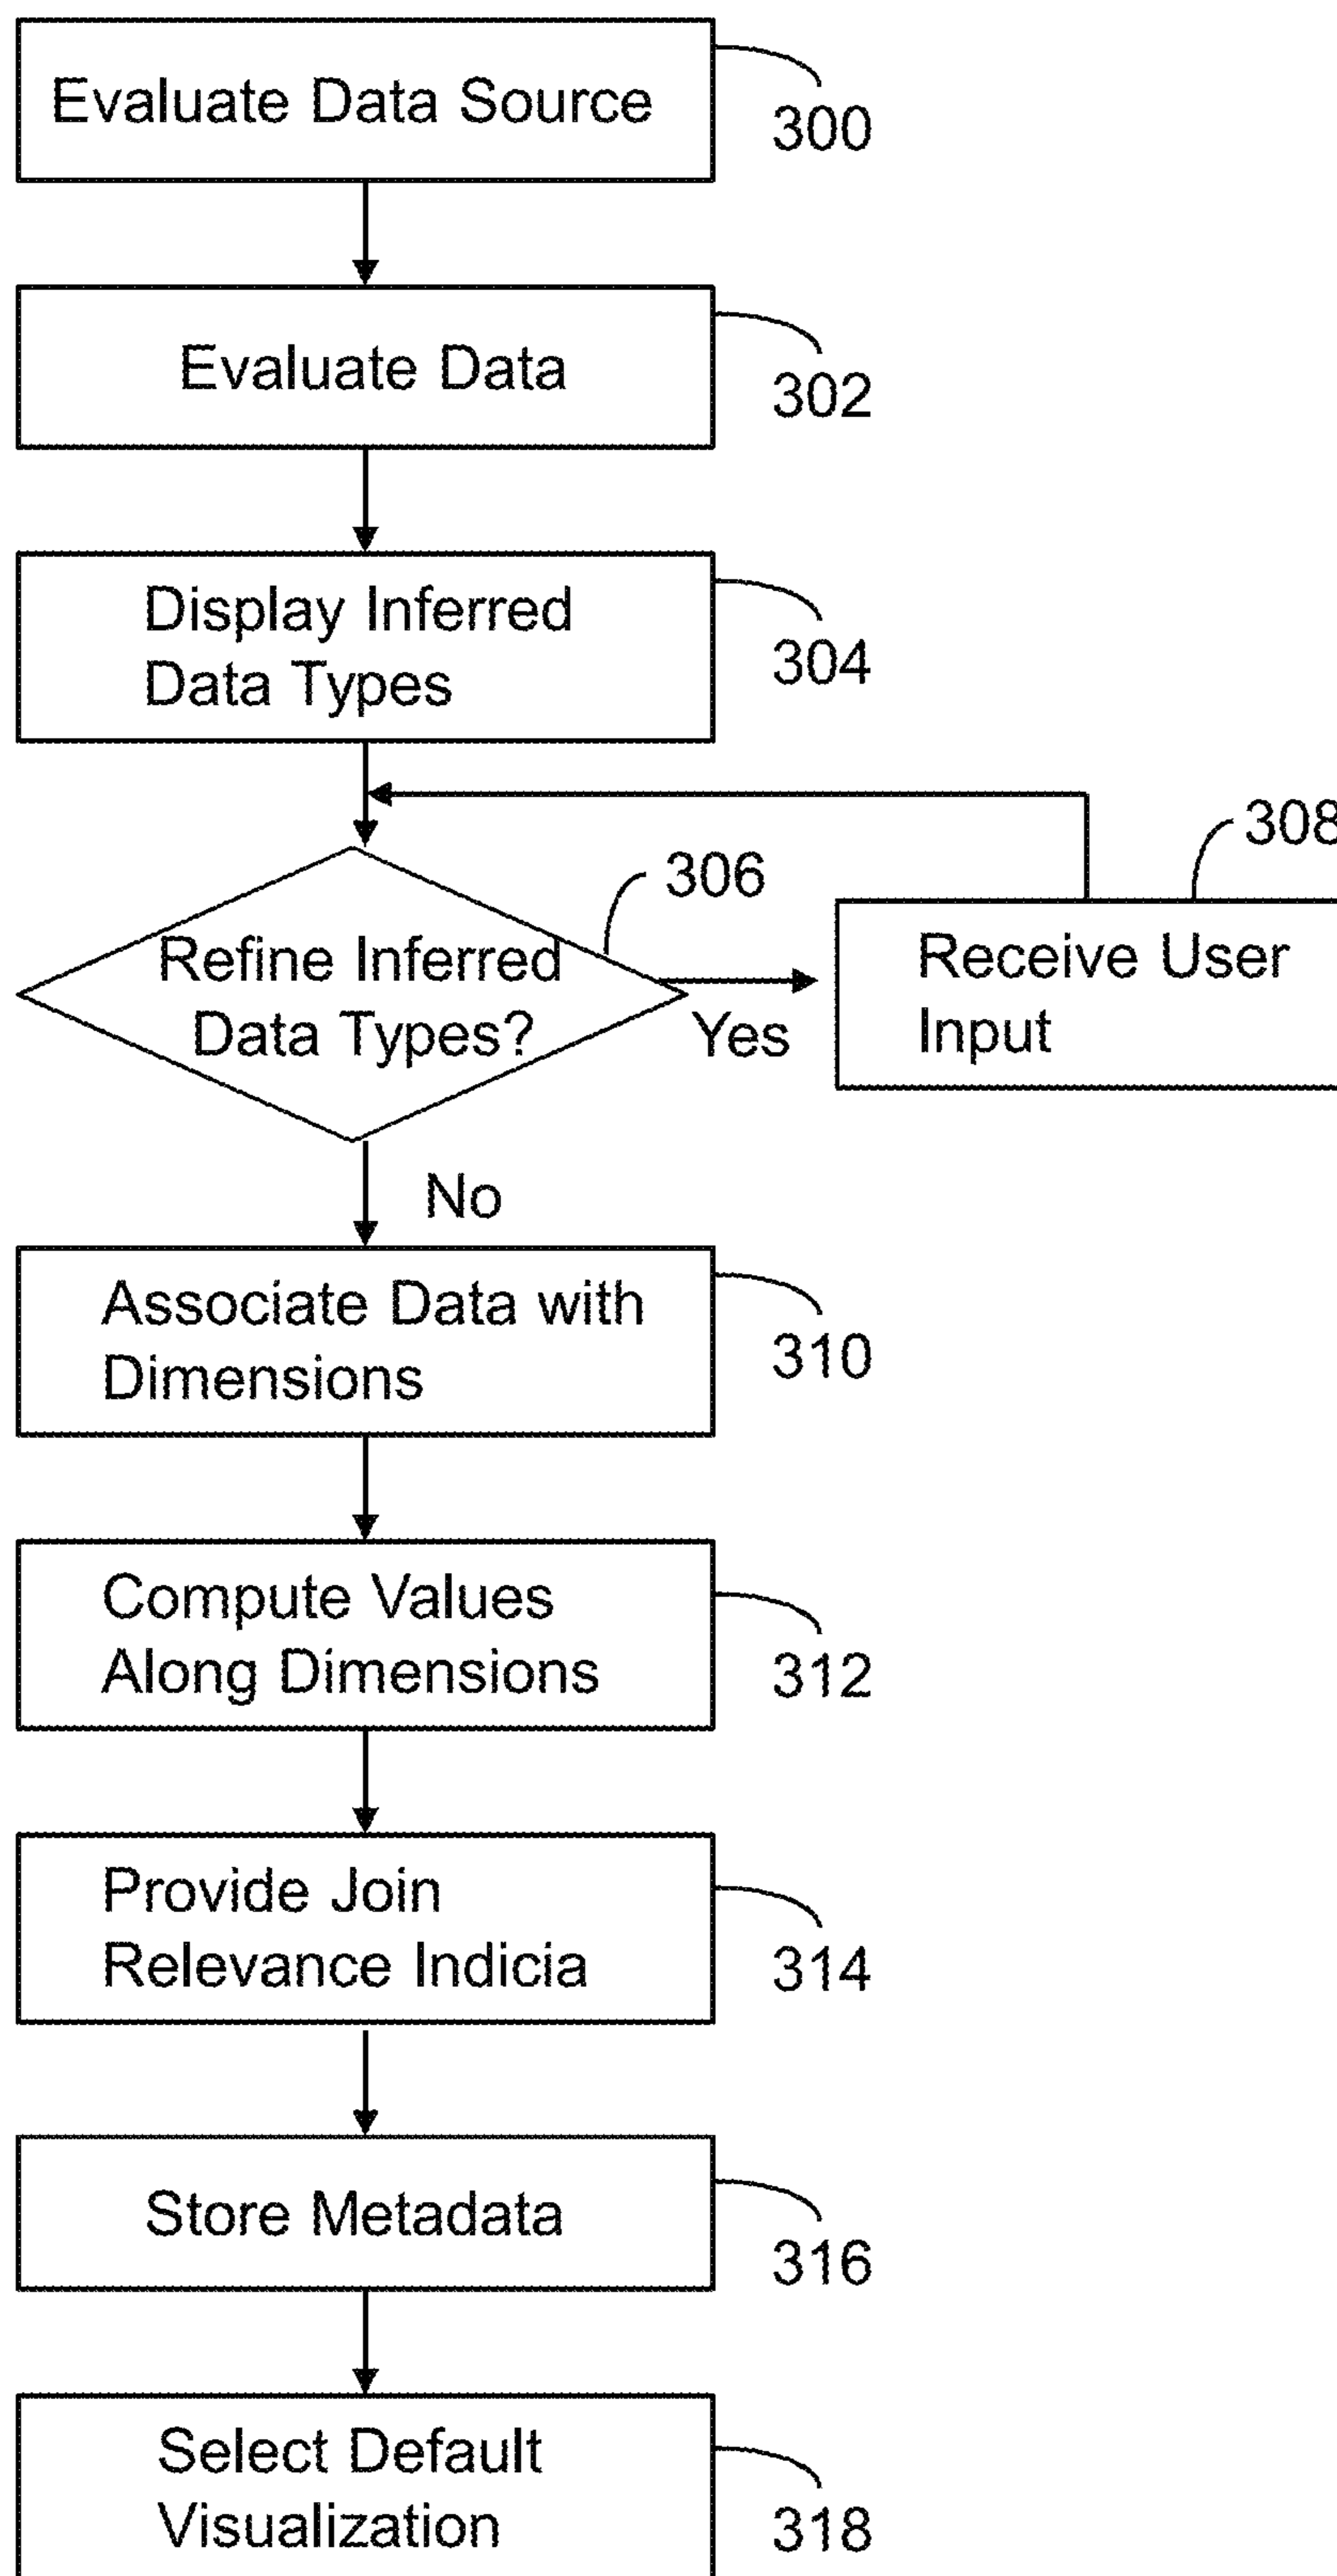 Evaluate Data Source
300
Evaluate Data
302
Display Inferred
Data Types
304
306
308
Refine Inferred
Data Types?
Yes
Receive User
Input
No
Associate Data with
Dimensions
310
Compute Values
Along Dimensions
312
Provide Join
Relevance Indicia
314
Store Metadata
316
Select Default
Visualization
318